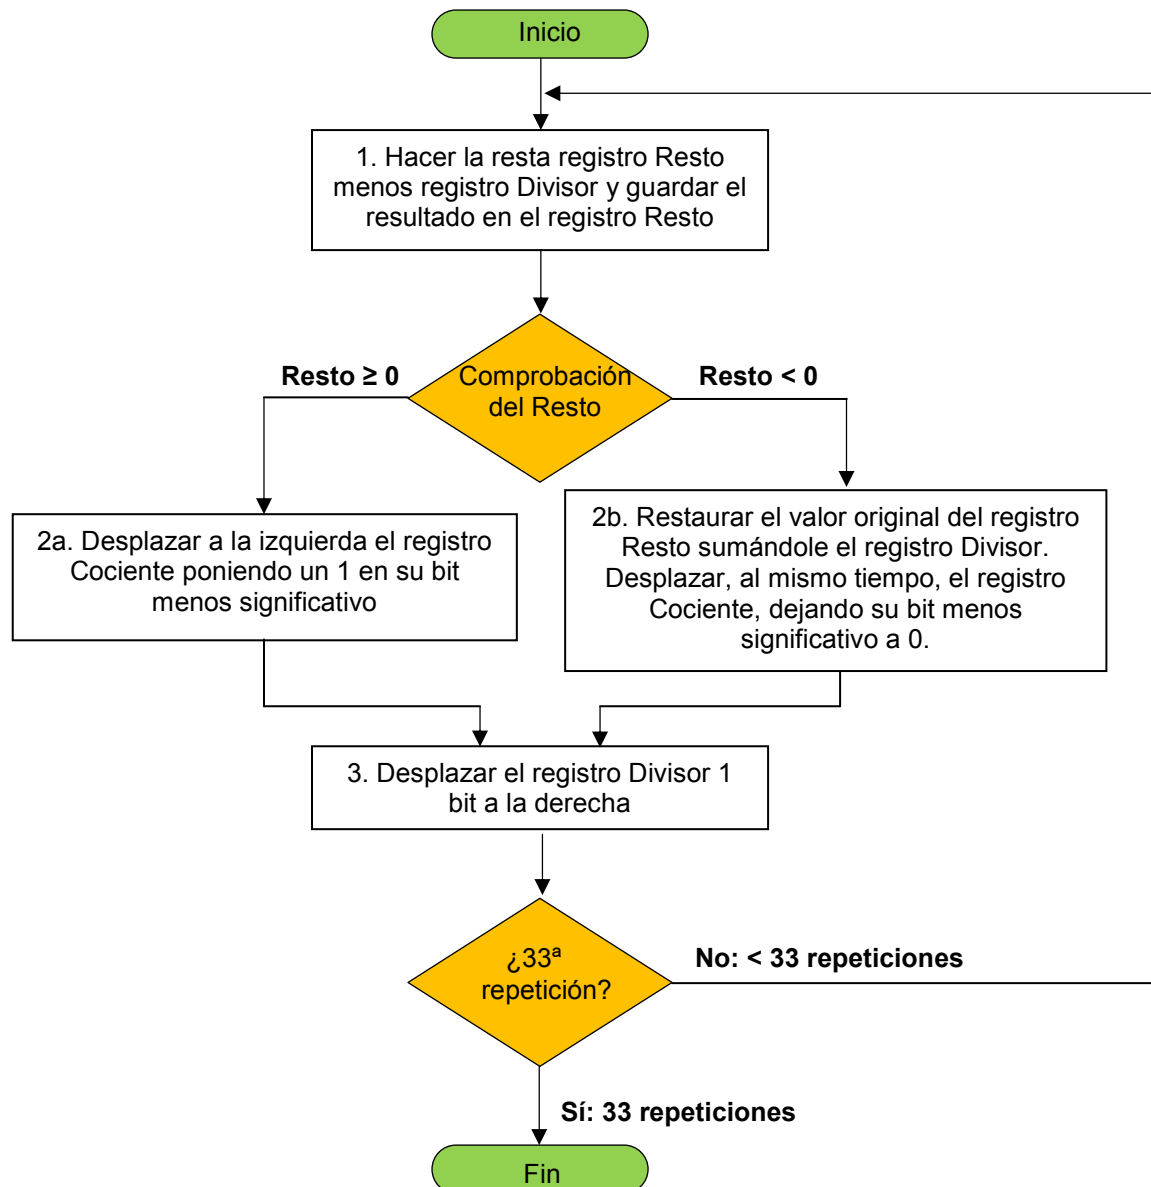 Inicio
1. Hacer la resta registro Resto
menos registro Divisor y guardar el
resultado en el registro Resto
Resto ≥ 0
Comprobación
del Resto
Resto < 0
2a. Desplazar a la izquierda el registro
Cociente poniendo un 1 en su bit
menos significativo
2b. Restaurar el valor original del registro
Resto sumándole el registro Divisor.
Desplazar, al mismo tiempo, el registro
Cociente, dejando su bit menos
significativo a 0.
3. Desplazar el registro Divisor 1
bit a la derecha
¿33ª
repetición?
No: < 33 repeticiones
Sí: 33 repeticiones
Fin